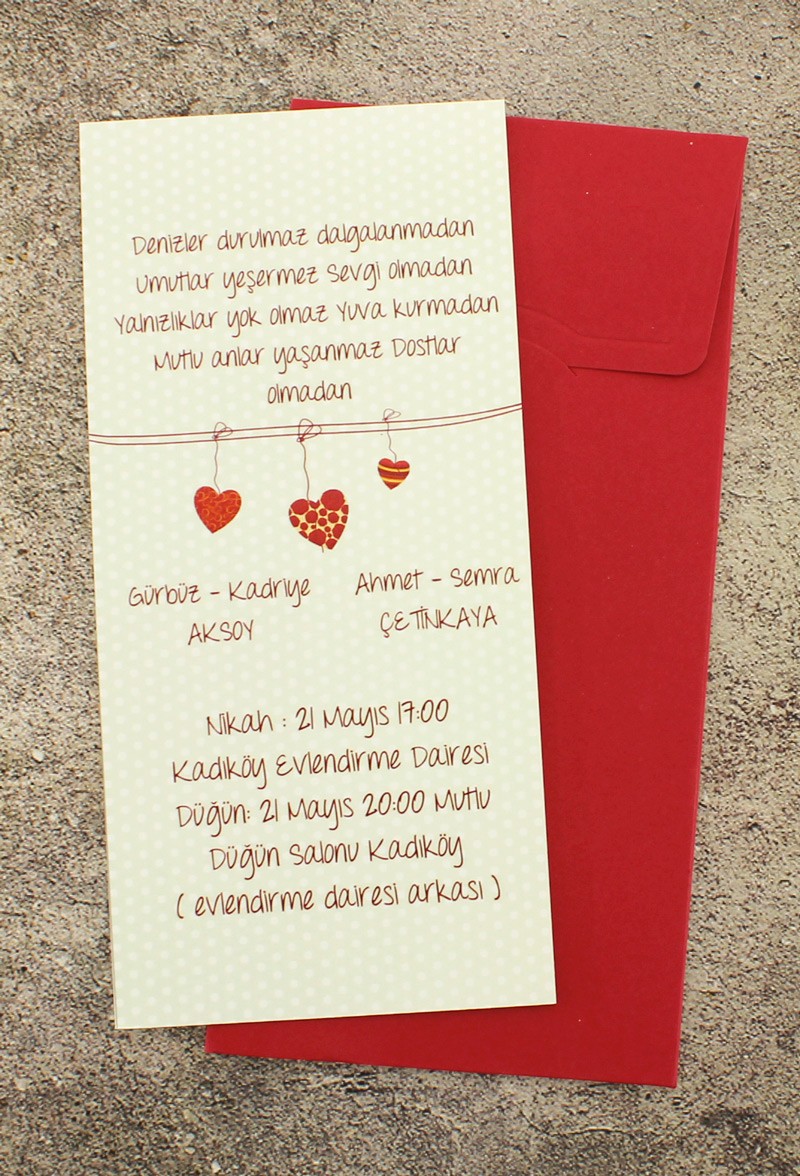 Denizler durulmaz dalgalanmadan
umutlar yeşermez Sevgi olmadan
Yalnızlıklar yok olmaz Yuva kurmadan
Mutlu anlar yaşanmaz Dostlar
olmadan
Gürbüz - Kadriye
AKSOY
Ahmet - Semra
ÇETİNKAYA
Nikah : 21 Mayıs 17:00
Kadıköy Evlendirme Dairesi
Düğün: 21 Mayıs 20:00 Mutlu
Düğün Salonu Kadıköy
( evlendirme dairesi arkası )